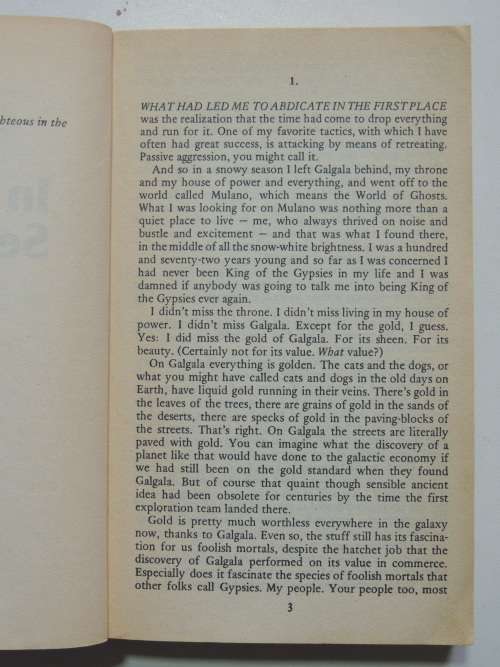 hteous in the
In
Se
1.
WHAT HAD LED ME TO ABDICATE IN THE FIRST PLACE
was the realization that the time had come to drop everything
and run for it. One of my favorite tactics, with which I have
often had great success, is attacking by means of retreating.
Passive aggression, you might call it.
And so in a snowy season I left Galgala behind, my throne
and my house of power and everything, and went off to the
world called Mulano, which means the World of Ghosts.
What I was looking for on Mulano was nothing more than a
quiet place to live – me, who always thrived on noise and
bustle and excitement – and that was what I found there,
in the middle of all the snow-white brightness. I was a hundred
and seventy-two years young and so far as I was concerned I
had never been King of the Gypsies in my life and I was
damned if anybody was going to talk me into being King of
the Gypsies ever again.
I didn't miss the throne. I didn't miss living in my house of
power. I didn't miss Galgala. Except for the gold, I guess.
Yes: I did miss the gold of Galgala. For its sheen. For its
beauty. (Certainly not for its value. What value?)
On Galgala everything is golden. The cats and the dogs, or
what you might have called cats and dogs in the old days on
Earth, have liquid gold running in their veins. There's gold in
the leaves of the trees, there are grains of gold in the sands of
the deserts, there are specks of gold in the paving-blocks of
the streets. That's right. On Galgala the streets are literally
paved with gold. You can imagine what the discovery of a
planet like that would have done to the galactic economy if
we had still been on the gold standard when they found
Galgala. But of course that quaint though sensible ancient
idea had been obsolete for centuries by the time the first
exploration team landed there.
Gold is pretty much worthless everywhere in the galaxy
now, thanks to Galgala. Even so, the stuff still has its fascina-
tion for us foolish mortals, despite the hatchet job that the
discovery of Galgala performed on its value in commerce.
Especially does it fascinate the species of foolish mortals that
other folks call Gypsies. My people. Your people too, most
3